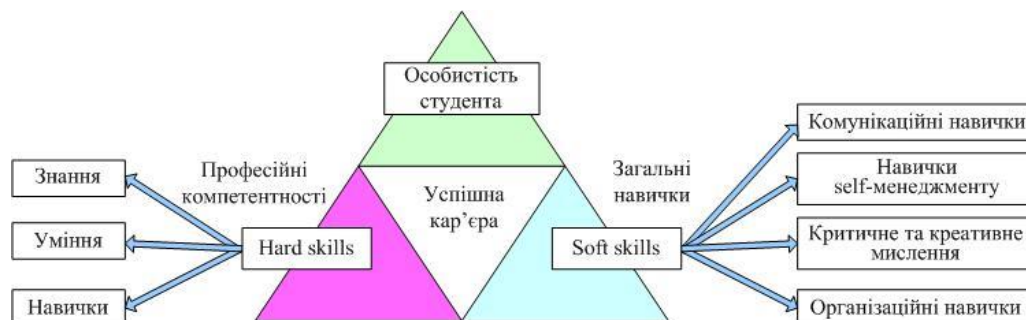 Особистість
студента
Професійні
компетентності
Загальні
навички
Успішна
кар’єра
Знання
Уміння
Навички
Hard skills
Soft skills
Комунікаційні навички
Навички
self-менеджменту
Критичне та креативне
мислення
Організаційні навички